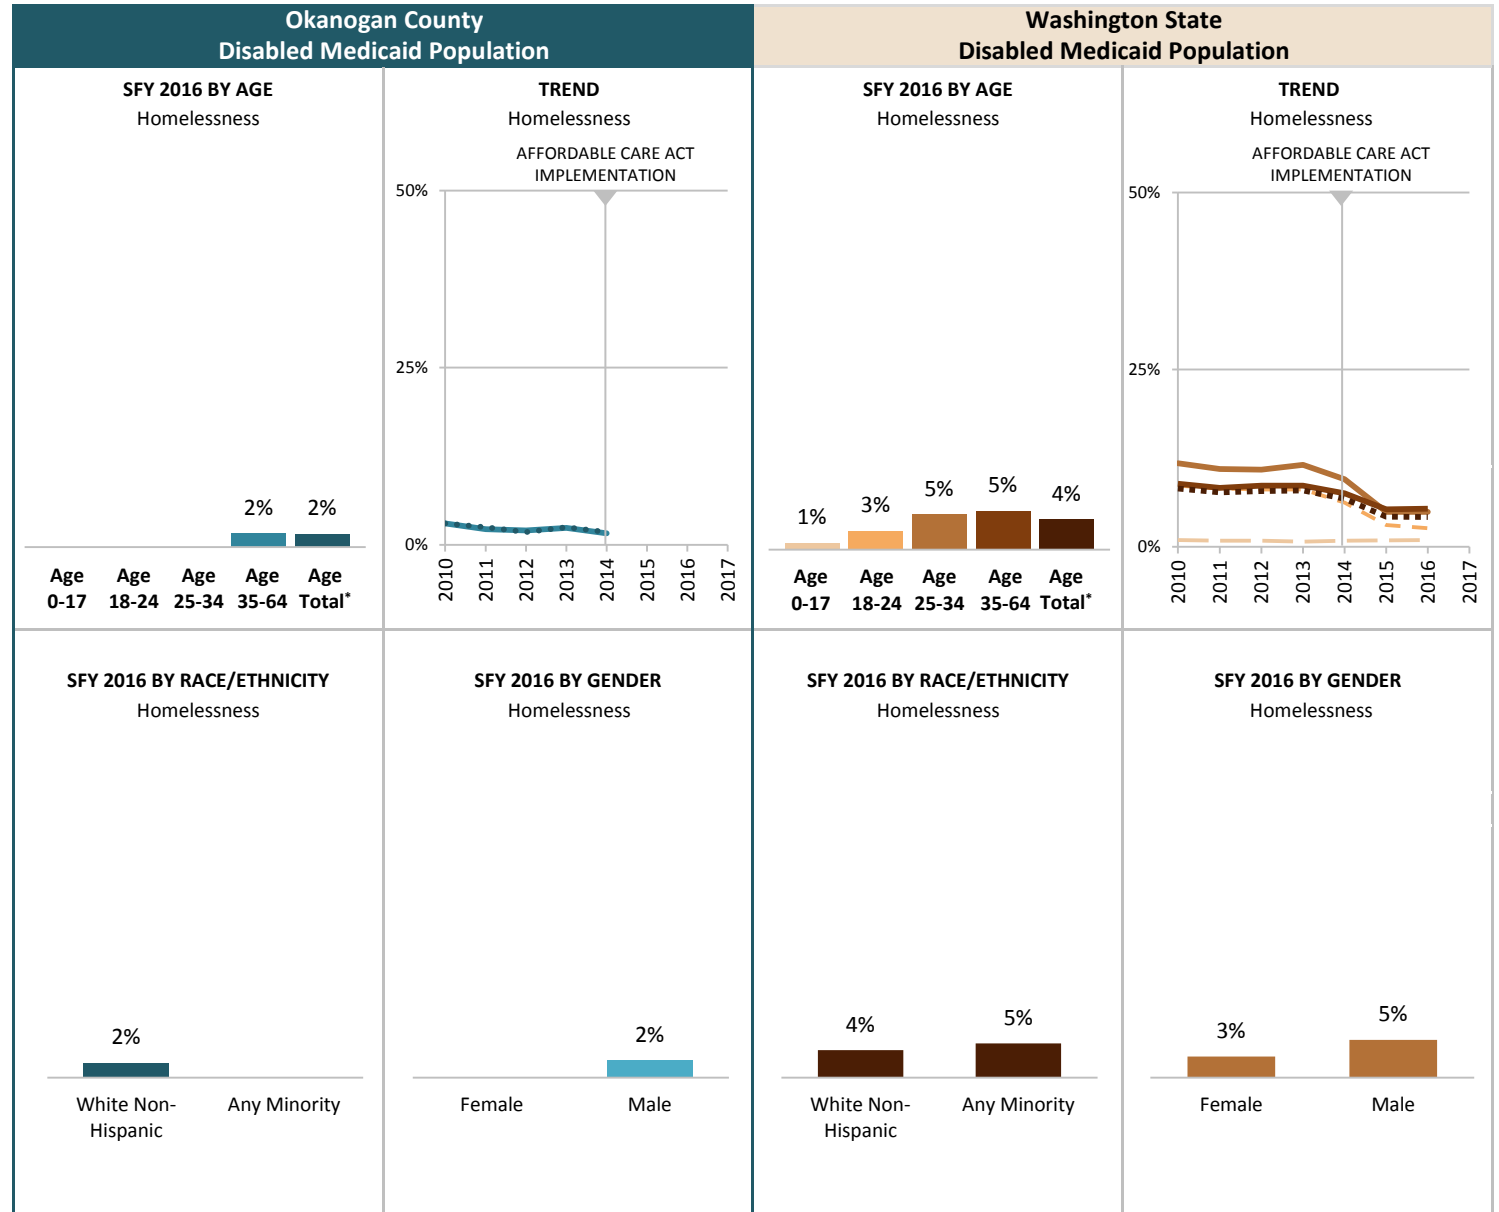 Okanogan County
Disabled Medicaid Population
Washington State
Disabled Medicaid Population
SFY 2016 BY AGE
Homelessness
2%
2%
Age 0-17
Age 18-24
Age 25-34
Age 35-64
Age Total*
TREND
Homelessness
AFFORDABLE CARE ACT
IMPLEMENTATION
50%
25%
0%
2010
2011
2012
2013
2014
2015
2016
2017
SFY 2016 BY AGE
Homelessness
1%
3%
5%
5%
4%
Age 0-17
Age 18-24
Age 25-34
Age 35-64
Age Total*
TREND
Homelessness
AFFORDABLE CARE ACT
IMPLEMENTATION
50%
25%
0%
2010
2011
2012
2013
2014
2015
2016
2017
SFY 2016 BY RACE/ETHNICITY
Homelessness
2%
White Non-
Hispanic
Any Minority
SFY 2016 BY GENDER
Homelessness
2%
Female
Male
SFY 2016 BY RACE/ETHNICITY
Homelessness
4%
5%
White Non-
Hispanic
Any Minority
SFY 2016 BY GENDER
Homelessness
3%
5%
Female
Male